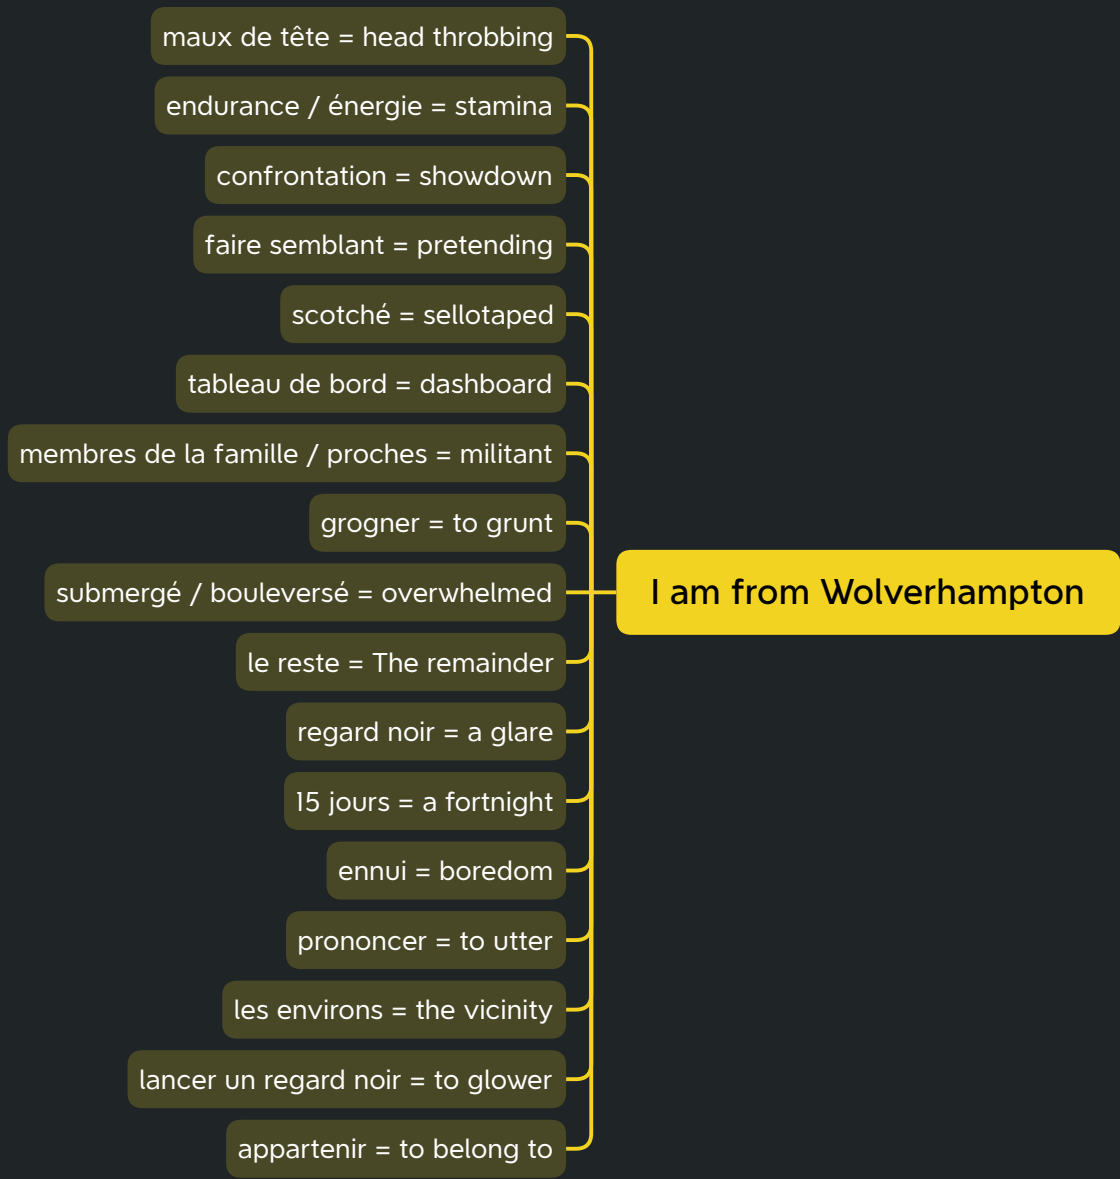 maux de tête = head throbbing
endurance / énergie = stamina
confrontation = showdown
faire semblant = pretending
scotché = sellotaped
tableau de bord = dashboard
membres de la famille / proches = militant
grogner = to grunt
submergé / bouleversé = overwhelmed
I am from Wolverhampton
le reste = The remainder
regard noir = a glare
15 jours = a fortnight
ennui = boredom
prononcer = to utter
les environs = the vicinity
lancer un regard noir = to glower
appartenir = to belong to